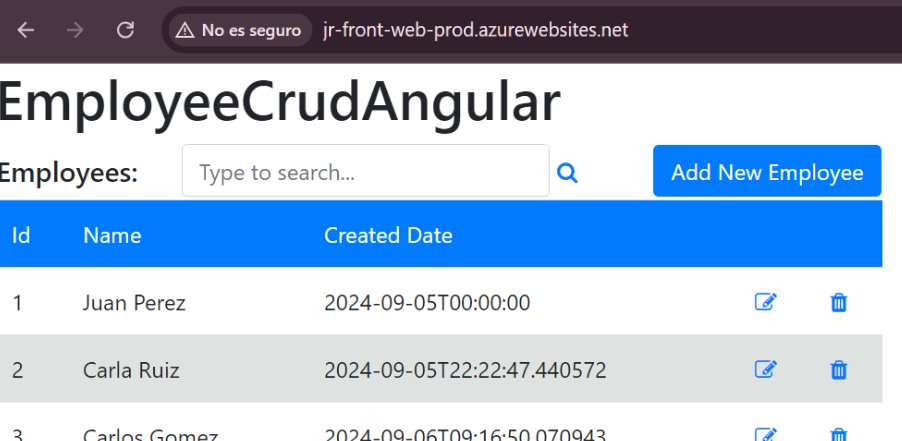 No es seguro jr-front-web-prod.azurewebsites.net
EmployeeCrudAngular
Employees: Type to search... Add New Employee
Id Name Created Date
1 Juan Perez 2024-09-05T00:00:00
2 Carla Ruiz 2024-09-05T22:22:47.440572
3 Carlos Gomez 2024-09-06T09:16:50.070943